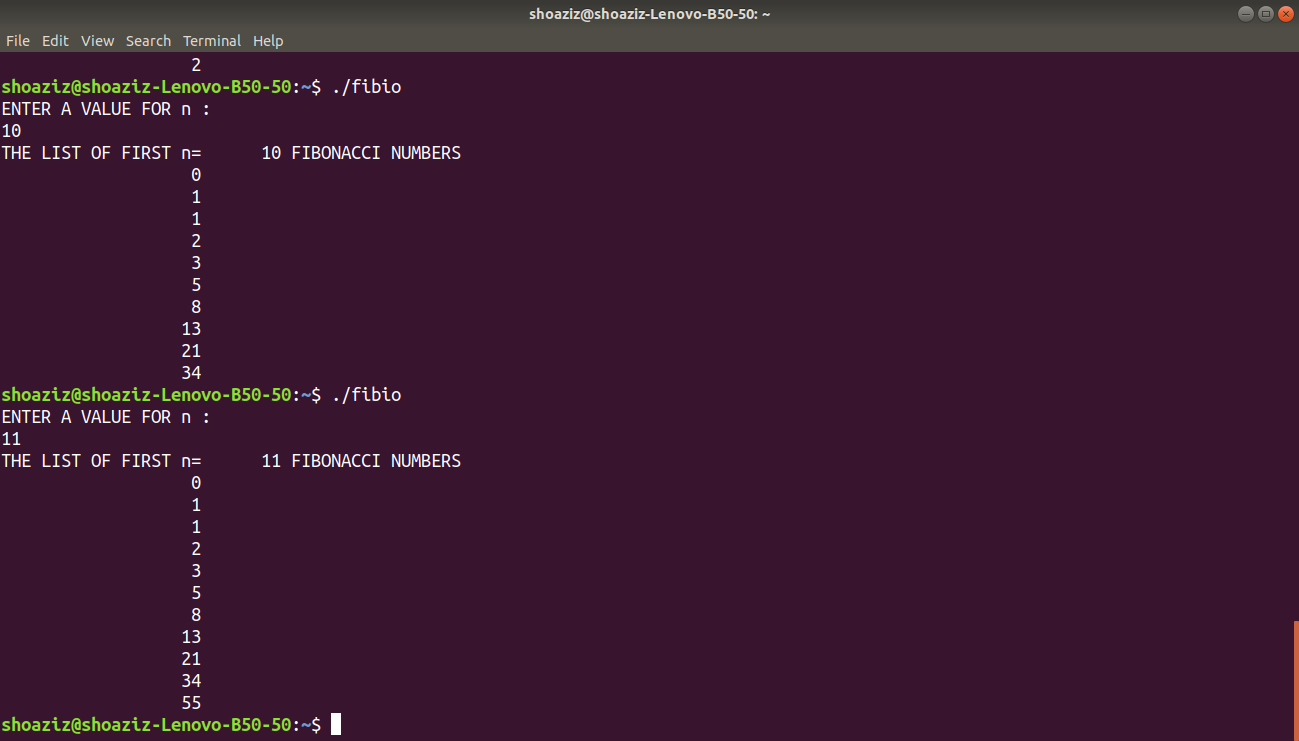 shoaziz@shoaziz-Lenovo-B50-50: ~
File Edit View Search Terminal Help
2
shoaziz@shoaziz-Lenovo-B50-50:~$ ./fibio
ENTER A VALUE FOR n :
10
THE LIST OF FIRST n=      10 FIBONACCI NUMBERS
0
1
1
2
3
5
8
13
21
34
shoaziz@shoaziz-Lenovo-B50-50:~$ ./fibio
ENTER A VALUE FOR n :
11
THE LIST OF FIRST n=      11 FIBONACCI NUMBERS
0
1
1
2
3
5
8
13
21
34
55
shoaziz@shoaziz-Lenovo-B50-50:~$